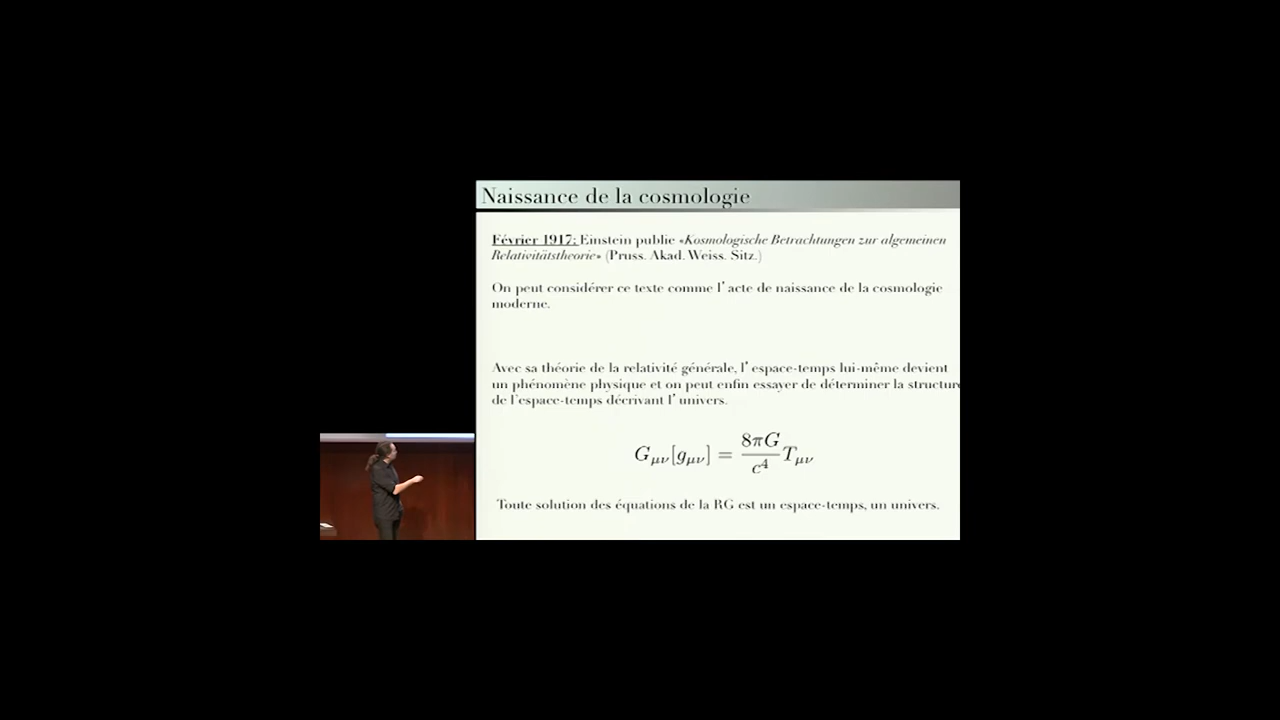 Naissance de la cosmologie
Février 1917: Einstein publie «Kosmologische Betrachtungen zur algemeinen
Relativitätstheorie» (Pruss. Akad. Weiss. Sitz.)
On peut considérer ce texte comme l' acte de naissance de la cosmologie
moderne.
Avec sa théorie de la relativité générale, l' espace-temps lui-même devient
un phénomène physique et on peut enfin essayer de déterminer la structure
de l'espace-temps décrivant l' univers.
G_{μν}[g_{μν}] = \frac{8πG}{c^4} T_{μν}
Toute solution des équations de la RG est un espace-temps, un univers.